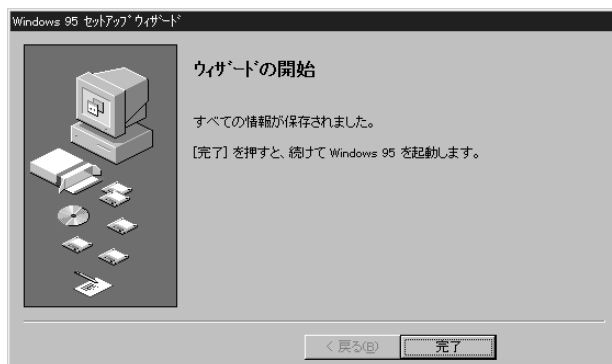 Windows 95 ｾｯﾄｱｯﾌﾟ ｳｨｻﾞｰﾄﾞ
ウィザードの開始
すべての情報が保存されました。
[完了] を押すと、続けて Windows 95 を起動します。
< 戻る(B)
完了